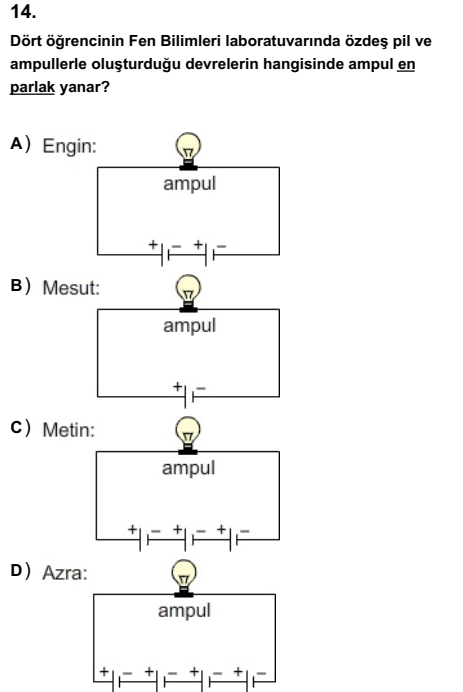 14.
Dört öğrencinin Fen Bilimleri laboratuvarında özdeş pil ve
ampullerle oluşturduğu devrelerin hangisinde ampul en
parlak yanar?
A) Engin:
ampul
+ − + −
B) Mesut:
ampul
+ −
C) Metin:
ampul
+ − + − + −
D) Azra:
ampul
+ − + − + − + −